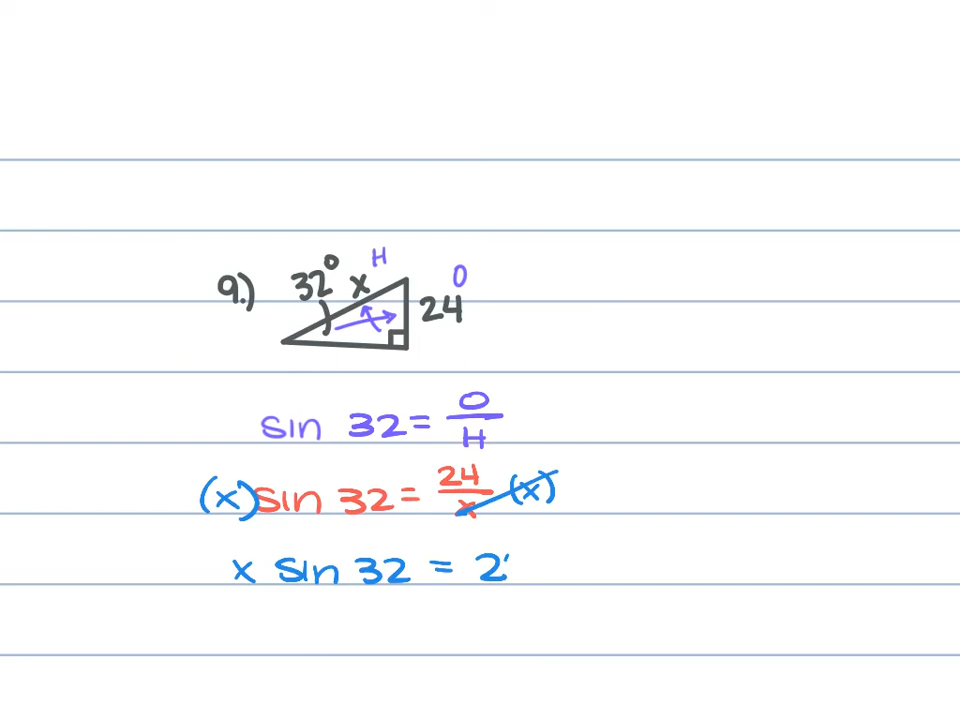 9.) 32° x H 24 O
sin 32 = O/H
(x) sin 32 = 24/x (x)
x sin 32 = 2